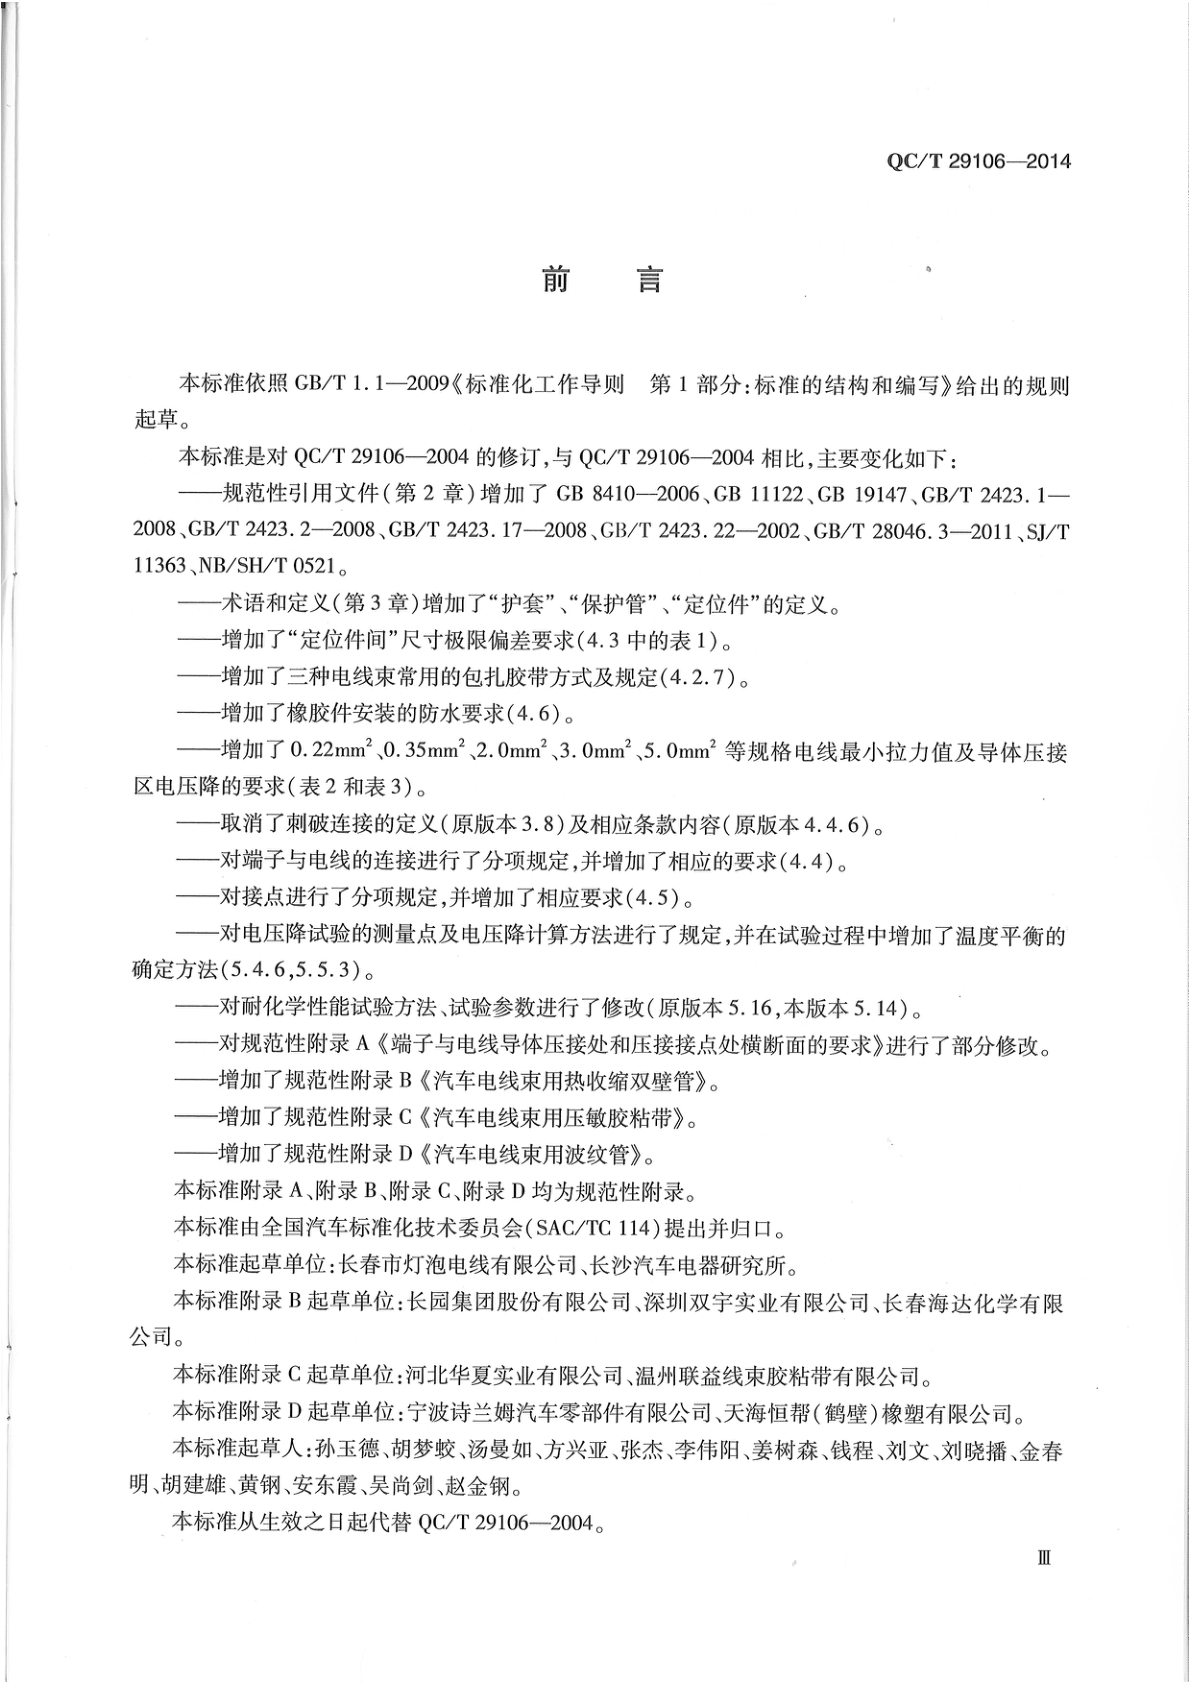 QC/T 29106—2014
前 言
本标准依照 GB/T 1.1—2009《标准化工作导则 第 1 部分:标准的结构和编写》给出的规则
起草。
本标准是对 QC/T 29106—2004 的修订,与 QC/T 29106—2004 相比,主要变化如下:
——规范性引用文件(第 2 章)增加了 GB 8410—2006、GB 11122、GB 19147、GB/T 2423.1—
2008、GB/T 2423.2—2008、GB/T 2423.17—2008、GB/T 2423.22—2002、GB/T 28046.3—2011、SJ/T
11363、NB/SH/T 0521。
——术语和定义(第 3 章)增加了“护套”、“保护管”、“定位件”的定义。
——增加了“定位件间”尺寸极限偏差要求(4.3 中的表 1)。
——增加了三种电线束常用的包扎胶带方式及规定(4.2.7)。
——增加了橡胶件安装的防水要求(4.6)。
——增加了 0.22mm²、0.35mm²、2.0mm²、3.0mm²、5.0mm² 等规格电线最小拉力值及导体压接
区电压降的要求(表 2 和表 3)。
——取消了刺破连接的定义(原版本 3.8)及相应条款内容(原版本 4.4.6)。
——对端子与电线的连接进行了分项规定,并增加了相应的要求(4.4)。
——对接点进行了分项规定,并增加了相应要求(4.5)。
——对电压降试验的测量点及电压降计算方法进行了规定,并在试验过程中增加了温度平衡的
确定方法(5.4.6,5.5.3)。
——对耐化学性能试验方法、试验参数进行了修改(原版本 5.16,本版本 5.14)。
——对规范性附录 A《端子与电线导体压接处和压接接点处横断面的要求》进行了部分修改。
——增加了规范性附录 B《汽车电线束用热收缩双壁管》。
——增加了规范性附录 C《汽车电线束用压敏胶粘带》。
——增加了规范性附录 D《汽车电线束用波纹管》。
本标准附录 A、附录 B、附录 C、附录 D 均为规范性附录。
本标准由全国汽车标准化技术委员会(SAC/TC 114)提出并归口。
本标准起草单位:长春市灯泡电线有限公司、长沙汽车电器研究所。
本标准附录 B 起草单位:长园集团股份有限公司、深圳双宇实业有限公司、长春海达化学有限
公司。
本标准附录 C 起草单位:河北华夏实业有限公司、温州联益线束胶粘带有限公司。
本标准附录 D 起草单位:宁波诗兰姆汽车零部件有限公司、天海恒帮(鹤壁)橡塑有限公司。
本标准起草人:孙玉德、胡梦蛟、汤曼如、方兴亚、张杰、李伟阳、姜树森、钱程、刘文、刘晓播、金春
明、胡建雄、黄钢、安东霞、吴尚剑、赵金钢。
本标准从生效之日起代替 QC/T 29106—2004。
Ⅲ